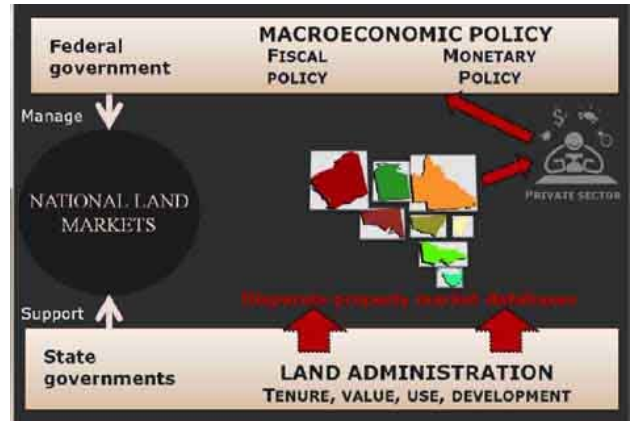 Federal government
MACROECONOMIC POLICY
FISCAL POLICY
MONETARY POLICY
Manage
NATIONAL LAND MARKETS
$
PRIVATE SECTOR
Disparate property market databases
Support
State governments
LAND ADMINISTRATION
TENURE, VALUE, USE, DEVELOPMENT